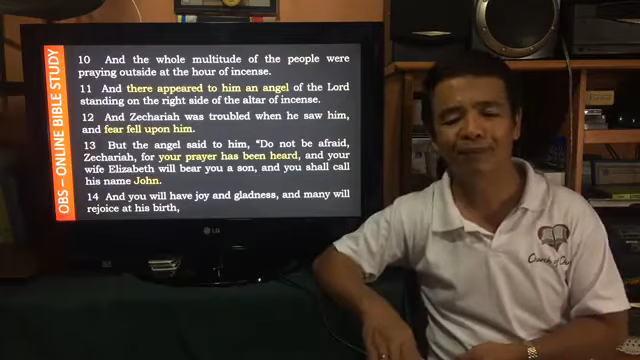 OBS – ONLINE BIBLE STUDY
10 And the whole multitude of the people were
praying outside at the hour of incense.
11 And there appeared to him an angel of the Lord
standing on the right side of the altar of incense.
12 And Zechariah was troubled when he saw him,
and fear fell upon him.
13 But the angel said to him, “Do not be afraid,
Zechariah, for your prayer has been heard, and your
wife Elizabeth will bear you a son, and you shall call
his name John.
14 And you will have joy and gladness, and many will
rejoice at his birth,
LG
Church of